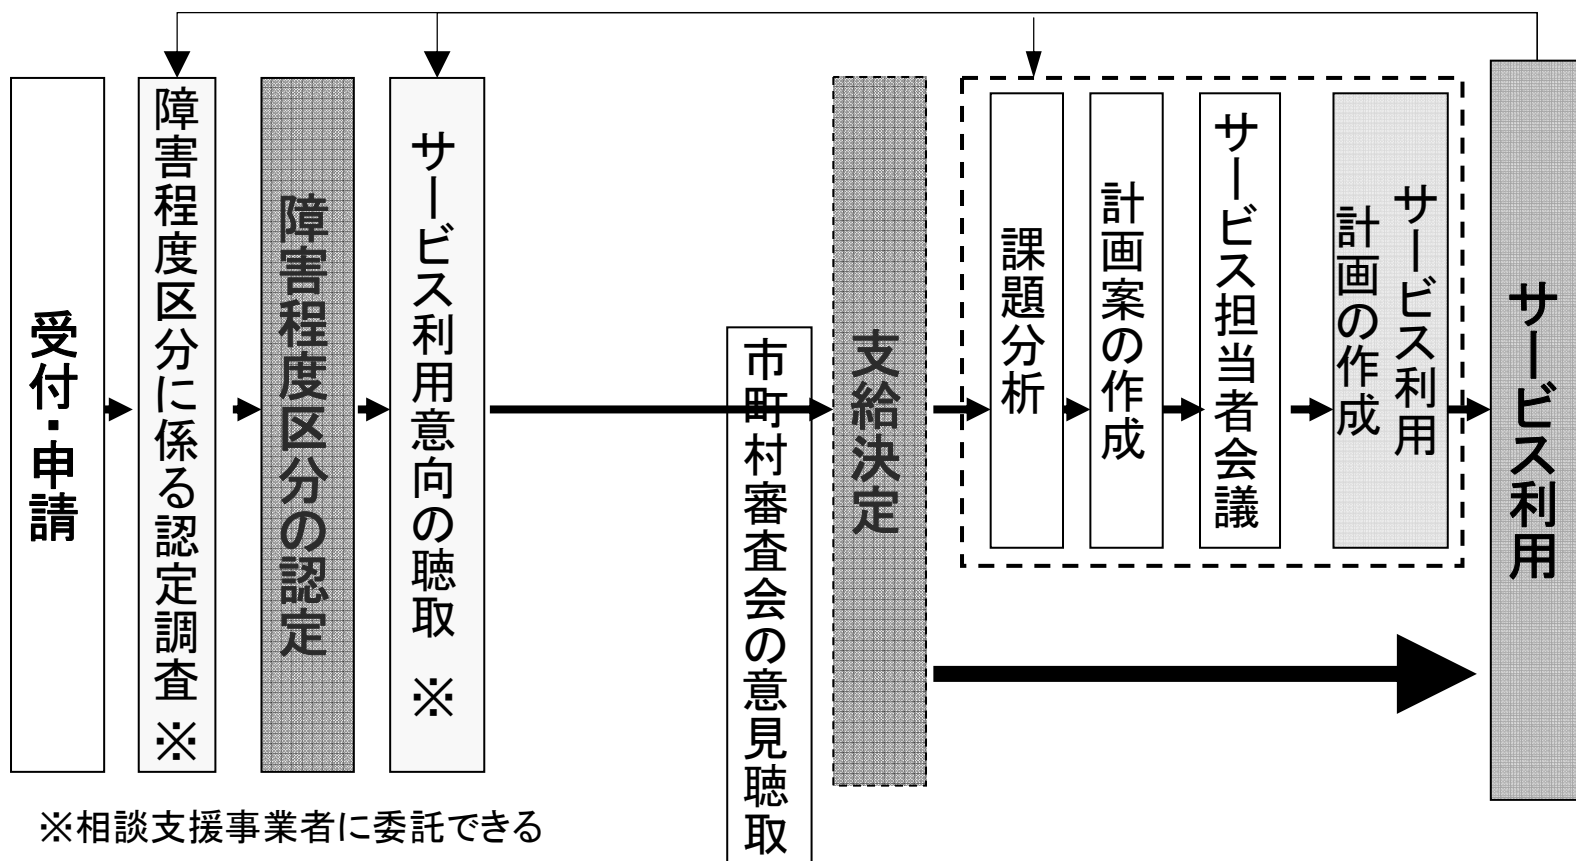 受付・申請
障害程度区分に係る認定調査※
障害程度区分の認定
サービス利用意向の聴取 ※
市町村審査会の意見聴取
支給決定
課題分析
計画案の作成
サービス担当者会議
サービス利用
計画の作成
サービス利用
※相談支援事業者に委託できる